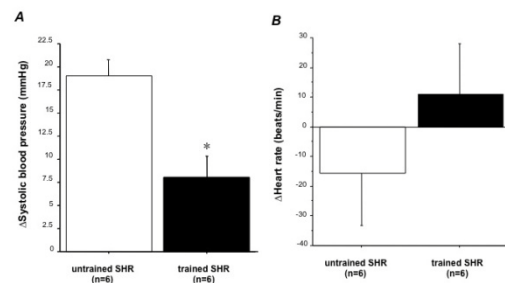 A
ΔSystolic blood pressure (mmHg)
22.5
20
17.5
15
12.5
10
7.5
5
2.5
0
*
untrained SHR
(n=6)
trained SHR
(n=6)
B
ΔHeart rate (beats/min)
40
30
20
10
0
-10
-20
-30
-40
untrained SHR
(n=6)
trained SHR
(n=6)